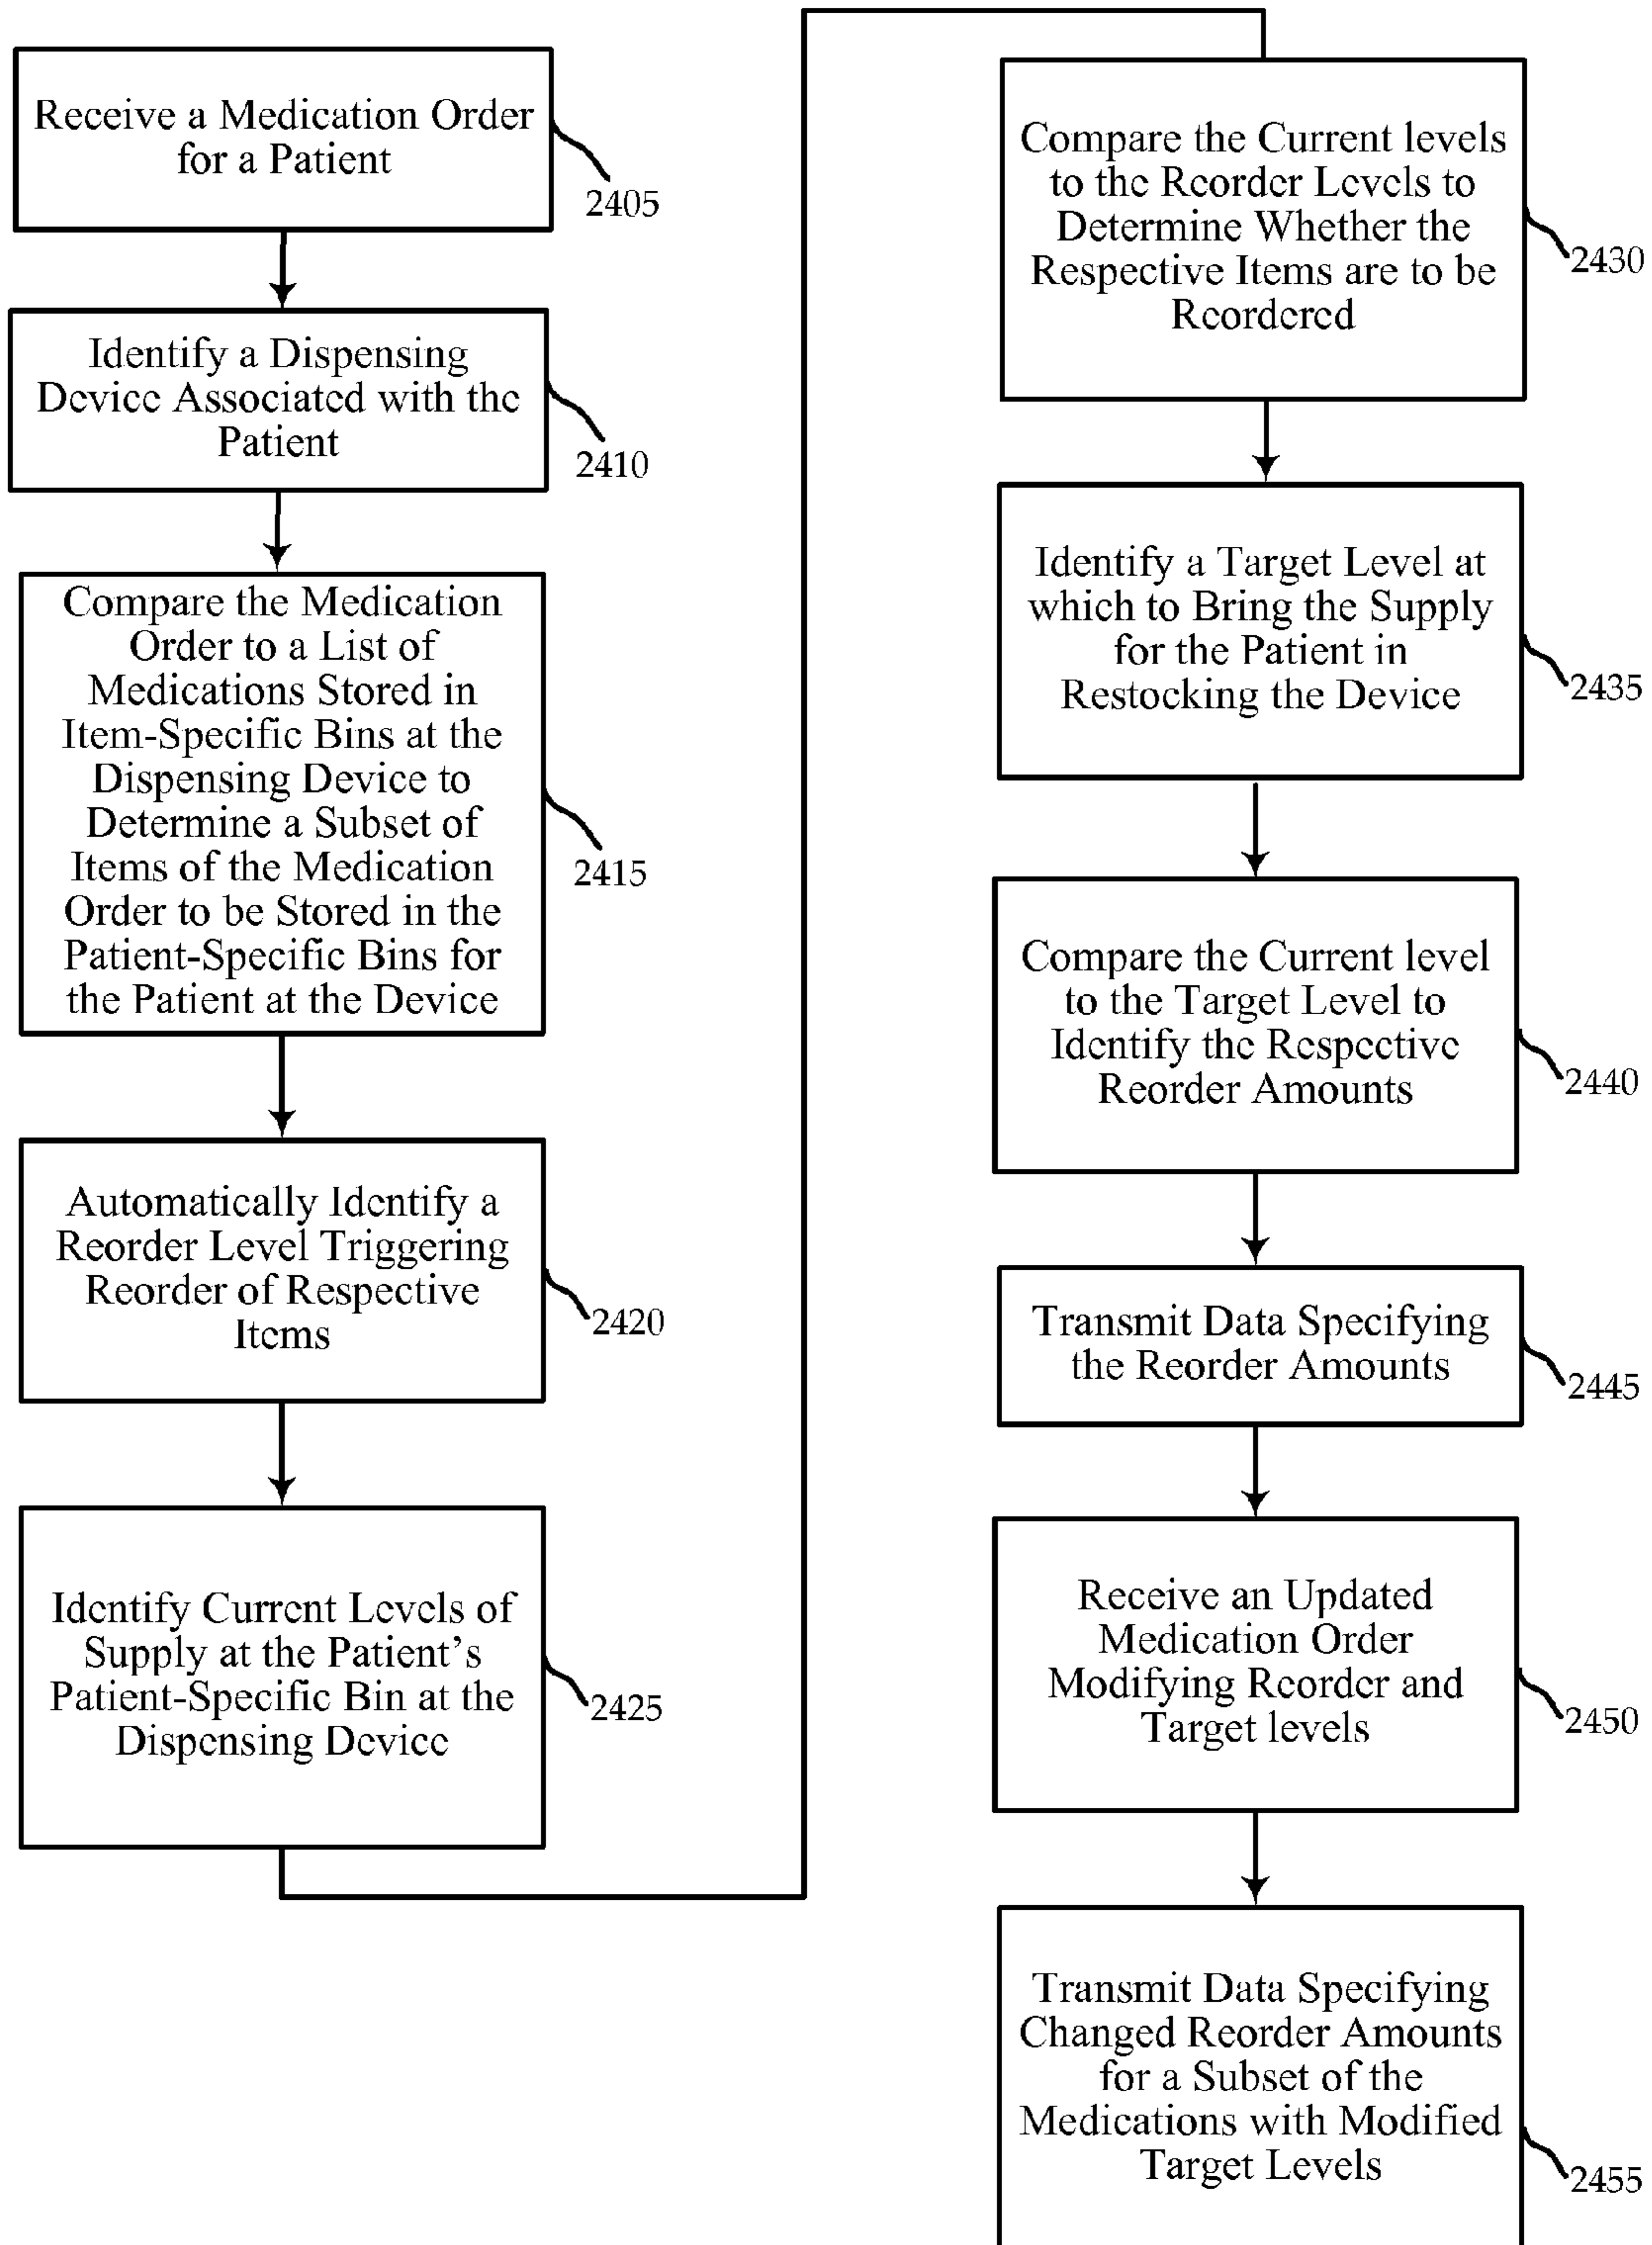 Receive a Medication Order
for a Patient
2405
Identify a Dispensing
Device Associated with the
Patient
2410
Compare the Medication
Order to a List of
Medications Stored in
Item-Specific Bins at the
Dispensing Device to
Determine a Subset of
Items of the Medication
Order to be Stored in the
Patient-Specific Bins for
the Patient at the Device
2415
Automatically Identify a
Reorder Level Triggering
Reorder of Respective
Items
2420
Identify Current Levels of
Supply at the Patient's
Patient-Specific Bin at the
Dispensing Device
2425
Compare the Current levels
to the Reorder Levels to
Determine Whether the
Respective Items are to be
Reordered
2430
Identify a Target Level at
which to Bring the Supply
for the Patient in
Restocking the Device
2435
Compare the Current level
to the Target Level to
Identify the Respective
Reorder Amounts
2440
Transmit Data Specifying
the Reorder Amounts
2445
Receive an Updated
Medication Order
Modifying Reorder and
Target levels
2450
Transmit Data Specifying
Changed Reorder Amounts
for a Subset of the
Medications with Modified
Target Levels
2455